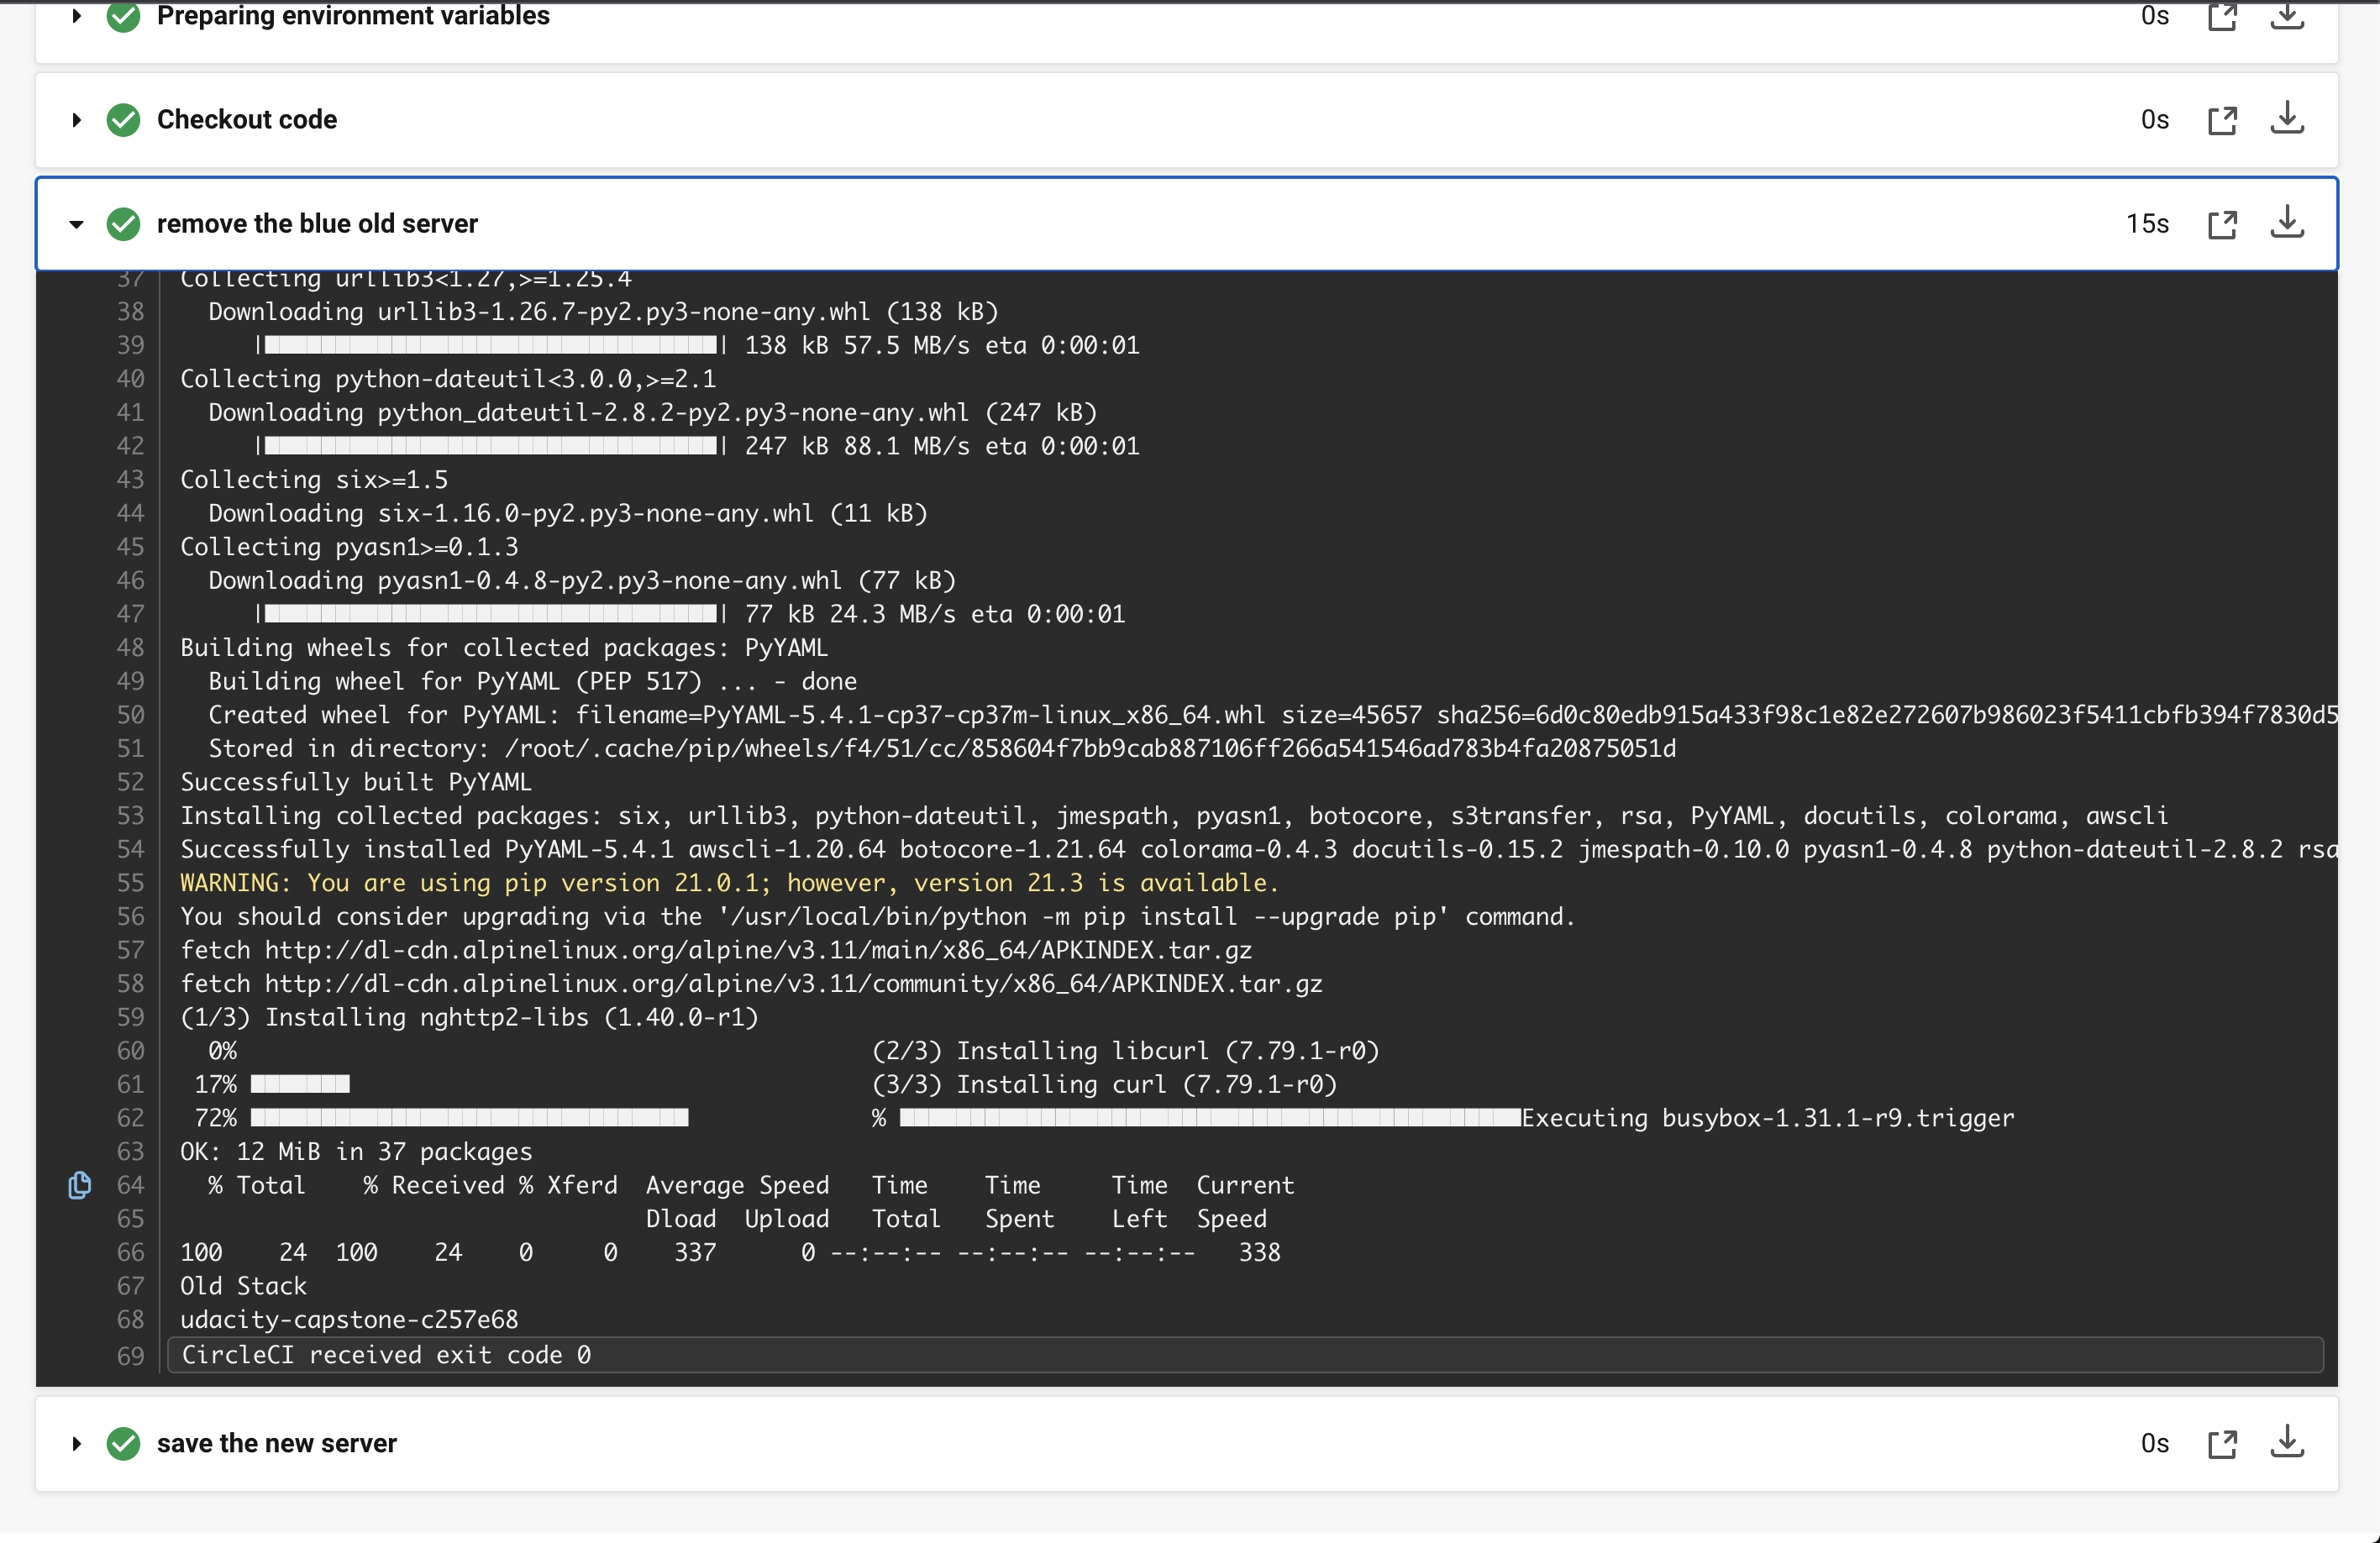 Preparing environment variables 0s
Checkout code 0s
remove the blue old server 15s
37 Collecting urllib3<1.27,>=1.25.4
38 Downloading urllib3-1.26.7-py2.py3-none-any.whl (138 kB)
39 || 138 kB 57.5 MB/s eta 0:00:01
40 Collecting python-dateutil<3.0.0,>=2.1
41 Downloading python_dateutil-2.8.2-py2.py3-none-any.whl (247 kB)
42 || 247 kB 88.1 MB/s eta 0:00:01
43 Collecting six>=1.5
44 Downloading six-1.16.0-py2.py3-none-any.whl (11 kB)
45 Collecting pyasn1>=0.1.3
46 Downloading pyasn1-0.4.8-py2.py3-none-any.whl (77 kB)
47 || 77 kB 24.3 MB/s eta 0:00:01
48 Building wheels for collected packages: PyYAML
49 Building wheel for PyYAML (PEP 517) ... - done
50 Created wheel for PyYAML: filename=PyYAML-5.4.1-cp37-cp37m-linux_x86_64.whl size=45657 sha256=6d0c80edb915a433f98c1e82e272607b986023f5411cbfb394f7830d5
51 Stored in directory: /root/.cache/pip/wheels/f4/51/cc/858604f7bb9cab887106ff266a541546ad783b4fa20875051d
52 Successfully built PyYAML
53 Installing collected packages: six, urllib3, python-dateutil, jmespath, pyasn1, botocore, s3transfer, rsa, PyYAML, docutils, colorama, awscli
54 Successfully installed PyYAML-5.4.1 awscli-1.20.64 botocore-1.21.64 colorama-0.4.3 docutils-0.15.2 jmespath-0.10.0 pyasn1-0.4.8 python-dateutil-2.8.2 rsa
55 WARNING: You are using pip version 21.0.1; however, version 21.3 is available.
56 You should consider upgrading via the '/usr/local/bin/python -m pip install --upgrade pip' command.
57 fetch http://dl-cdn.alpinelinux.org/alpine/v3.11/main/x86_64/APKINDEX.tar.gz
58 fetch http://dl-cdn.alpinelinux.org/alpine/v3.11/community/x86_64/APKINDEX.tar.gz
59 (1/3) Installing nghttp2-libs (1.40.0-r1)
60 0% (2/3) Installing libcurl (7.79.1-r0)
61 17% (3/3) Installing curl (7.79.1-r0)
62 72% % Executing busybox-1.31.1-r9.trigger
63 OK: 12 MiB in 37 packages
64 % Total % Received % Xferd Average Speed Time Time Time Current
65 Dload Upload Total Spent Left Speed
66 100 24 100 24 0 0 337 0 --:--:-- --:--:-- --:--:-- 338
67 Old Stack
68 udacity-capstone-c257e68
69 CircleCI received exit code 0
save the new server 0s